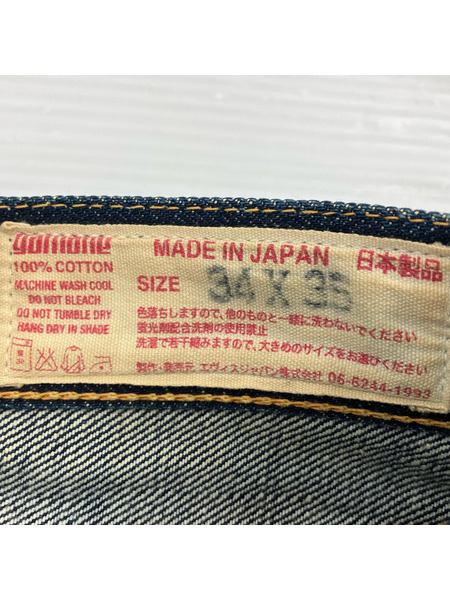 yamane
MADE IN JAPAN 日本製品
100% COTTON
MACHINE WASH COOL
DO NOT BLEACH
DO NOT TUMBLE DRY
HANG DRY IN SHADE
SIZE 34 X 35
色落ちしますので、他のものと一緒に洗わないでください
蛍光剤配合洗剤の使用禁止
洗濯で若干縮みますので、大きめのサイズをお選びください
製作・発売元 エヴィスジャパン株式会社 06-6244-1993